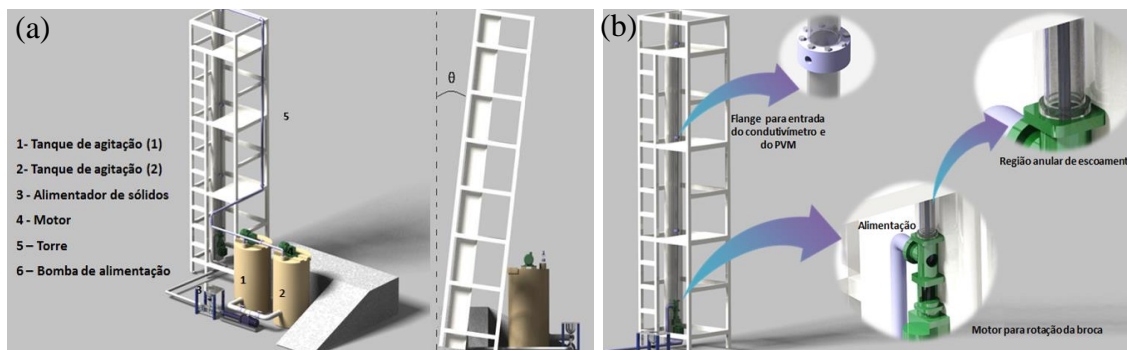 (a)
θ
5
1- Tanque de agitação (1)
2- Tanque de agitação (2)
3 - Alimentador de sólidos
4 - Motor
5 – Torre
6 – Bomba de alimentação
1
2
3
(b)
Flange para entrada
do condutivímetro e
do PVM
Região anular de escoament
Alimentação
Motor para rotação da broca